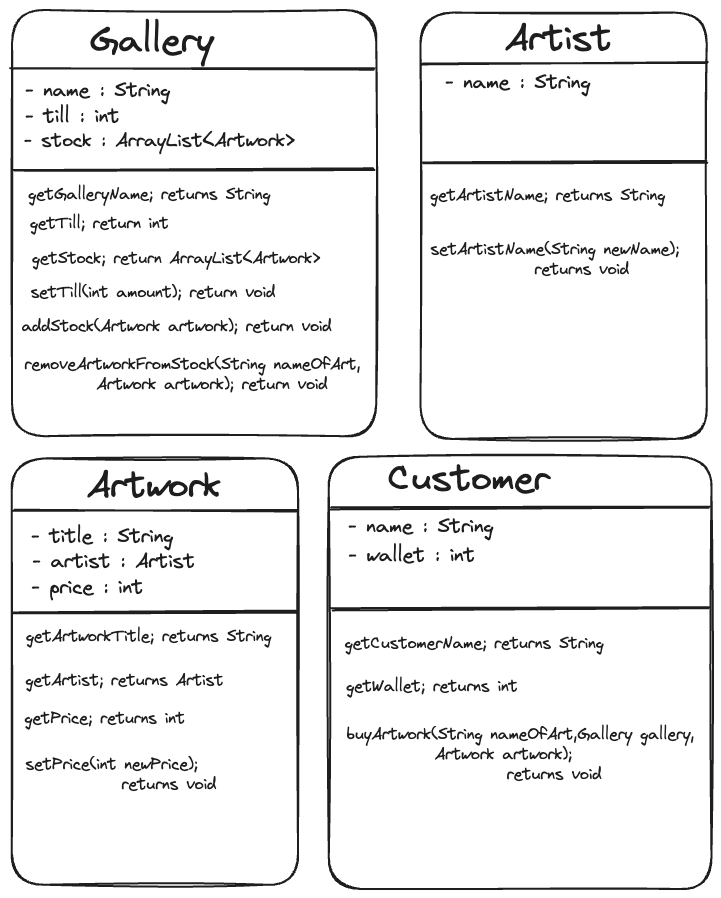 Gallery
- name : String
- till : int
- stock : ArrayList<Artwork>
getGalleryName; returns String
getTill; return int
getStock; return ArrayList<Artwork>
setTill(int amount); return void
addStock(Artwork artwork); return void
removeArtworkFromStock(String nameOfArt,
Artwork artwork); return void
Artist
- name : String
getArtistName; returns String
setArtistName(String newName);
returns void
Artwork
- title : String
- artist : Artist
- price : int
getArtworkTitle; returns String
getArtist; returns Artist
getPrice; returns int
setPrice(int newPrice);
returns void
Customer
- name : String
- wallet : int
getCustomerName; returns String
getWallet; returns int
buyArtwork(String nameOfArt,Gallery gallery,
Artwork artwork);
returns void